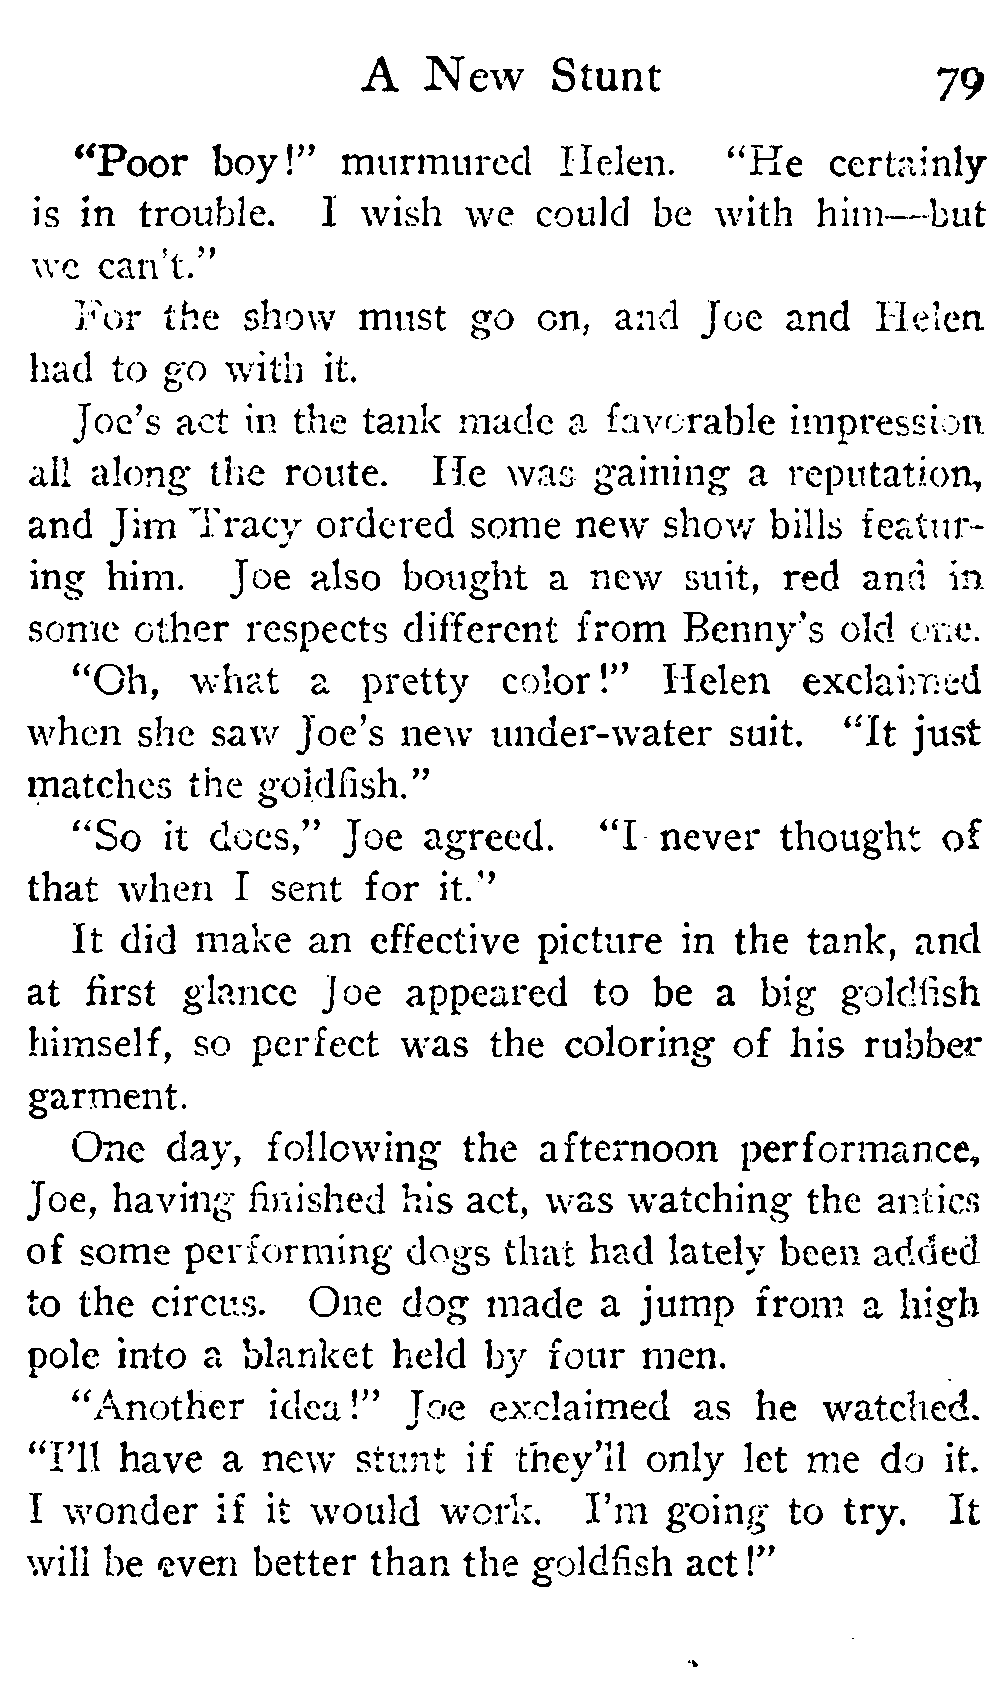 A New Stunt 79
"Poor boy!" murmured Helen. "He certainly
is in trouble. I wish we could be with him—but
we can't."
For the show must go on, and Joe and Helen
had to go with it.
Joe's act in the tank made a favorable impression
all along the route. He was gaining a reputation,
and Jim Tracy ordered some new show bills featur-
ing him. Joe also bought a new suit, red and in
some other respects different from Benny's old one.
"Oh, what a pretty color!" Helen exclaimed
when she saw Joe's new under-water suit. "It just
matches the goldfish."
"So it does," Joe agreed. "I never thought of
that when I sent for it."
It did make an effective picture in the tank, and
at first glance Joe appeared to be a big goldfish
himself, so perfect was the coloring of his rubber
garment.
One day, following the afternoon performance,
Joe, having finished his act, was watching the antics
of some performing dogs that had lately been added
to the circus. One dog made a jump from a high
pole into a blanket held by four men.
"Another idea!" Joe exclaimed as he watched.
"I'll have a new stunt if they'll only let me do it.
I wonder if it would work. I'm going to try. It
will be even better than the goldfish act!"